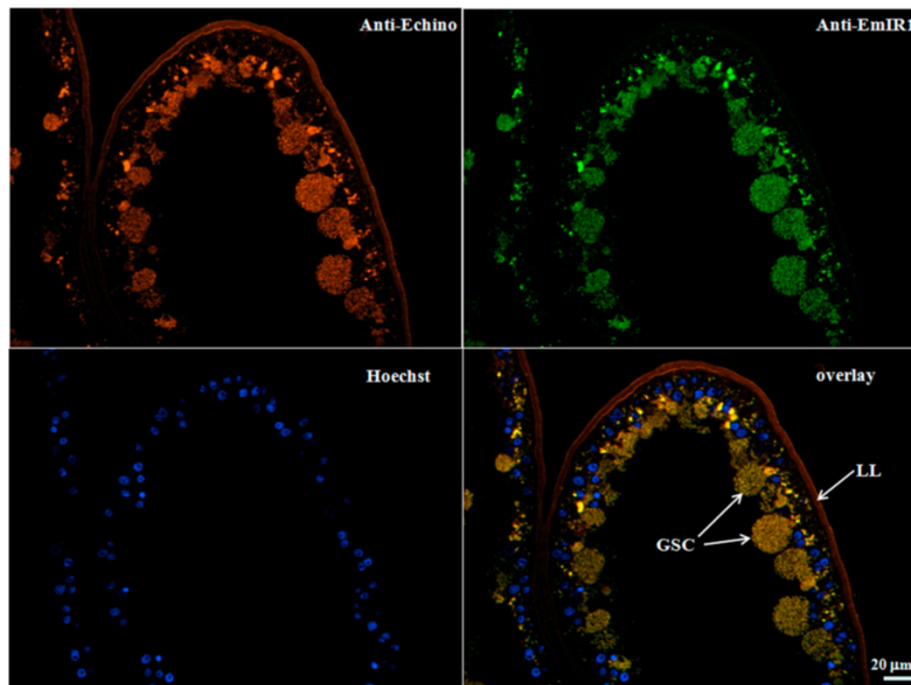 Anti-Echino
Anti-EmIR1
Hoechst
overlay
LL
GSC
20 µm